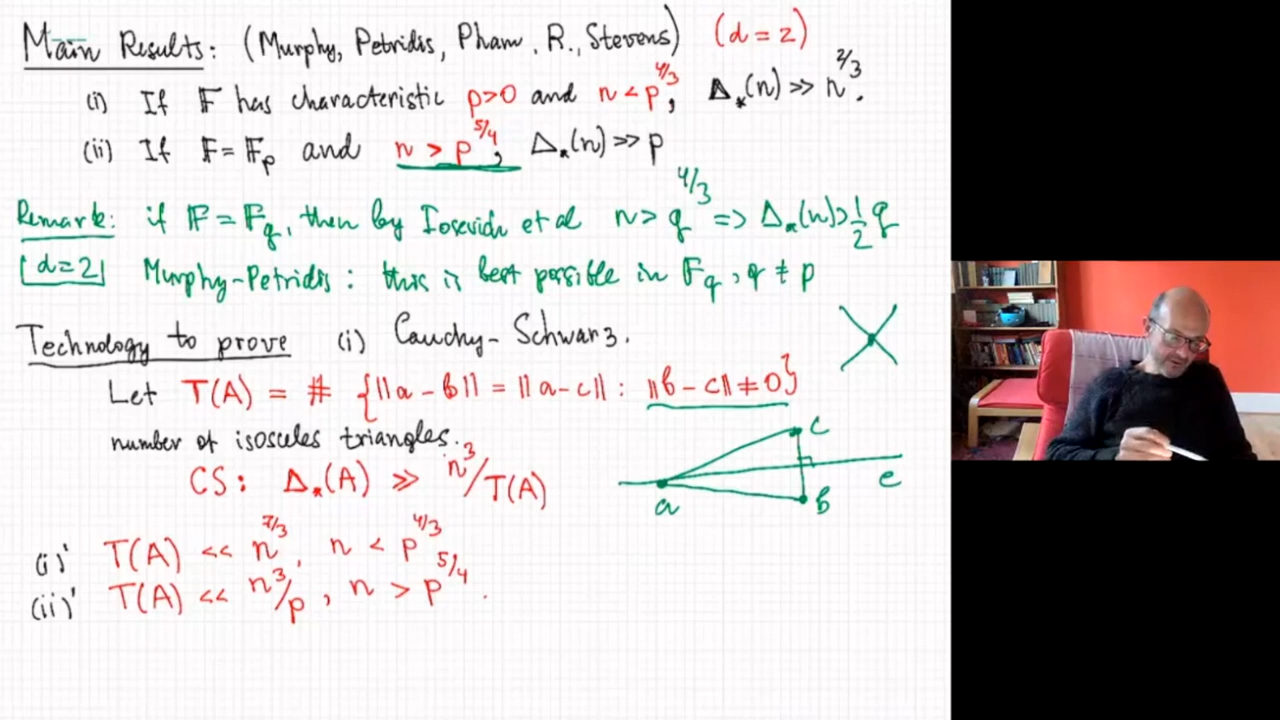 Main Results: (Murphy, Petridis, Pham, R., Stevens) (d=2)
(i) If F has characteristic p>0 and n < p^{4/3}, Δ_*(n) >> n^{2/3}.
(ii) If F = F_p and n > p^{5/4}, Δ_*(n) >> p
Remark: if F = F_q, then by Iosevich et al n > q^{4/3} => Δ_*(n) > 1/2 q
[d=2] Murphy-Petridis: this is best possible in F_q, q ≠ p
Technology to prove (i) Cauchy-Schwarz.
Let T(A) = # {||a-b|| = ||a-c|| : ||b-c|| ≠ 0}
number of isosceles triangles.
CS: Δ_*(A) >> n^3/T(A)
a
b
c
e
(i)' T(A) << n^{7/3}, n < p^{4/3}
(ii)' T(A) << n^3/p, n > p^{5/4}.